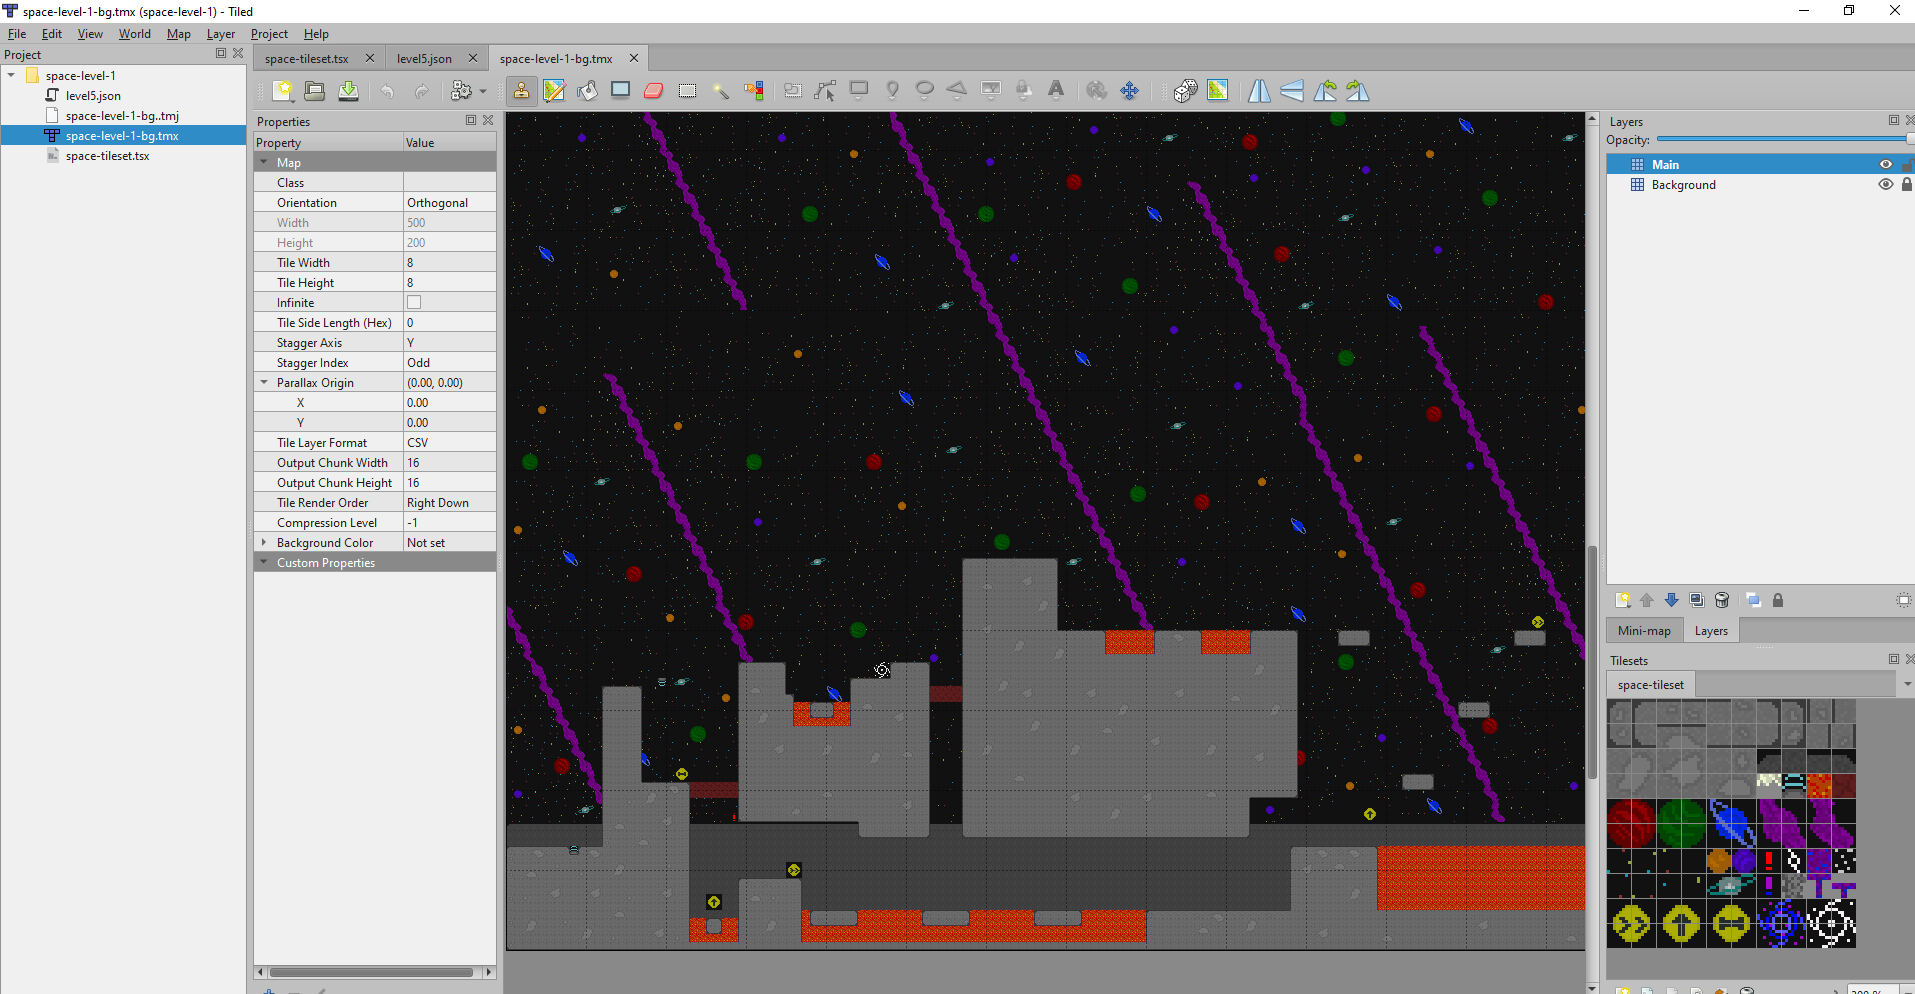 space-level-1-bg.tmx (space-level-1) - Tiled
File Edit View World Map Layer Project Help
Project
space-level-1
level5.json
space-level-1-bg..tmj
space-level-1-bg.tmx
space-tileset.tsx
space-tileset.tsx
level5.json
space-level-1-bg.tmx
Properties
Property Value
Map
Class
Orientation Orthogonal
Width 500
Height 200
Tile Width 8
Tile Height 8
Infinite
Tile Side Length (Hex) 0
Stagger Axis Y
Stagger Index Odd
Parallax Origin (0.00, 0.00)
X 0.00
Y 0.00
Tile Layer Format CSV
Output Chunk Width 16
Output Chunk Height 16
Tile Render Order Right Down
Compression Level -1
Background Color Not set
Custom Properties
Layers
Opacity:
Main
Background
Mini-map Layers
Tilesets
space-tileset